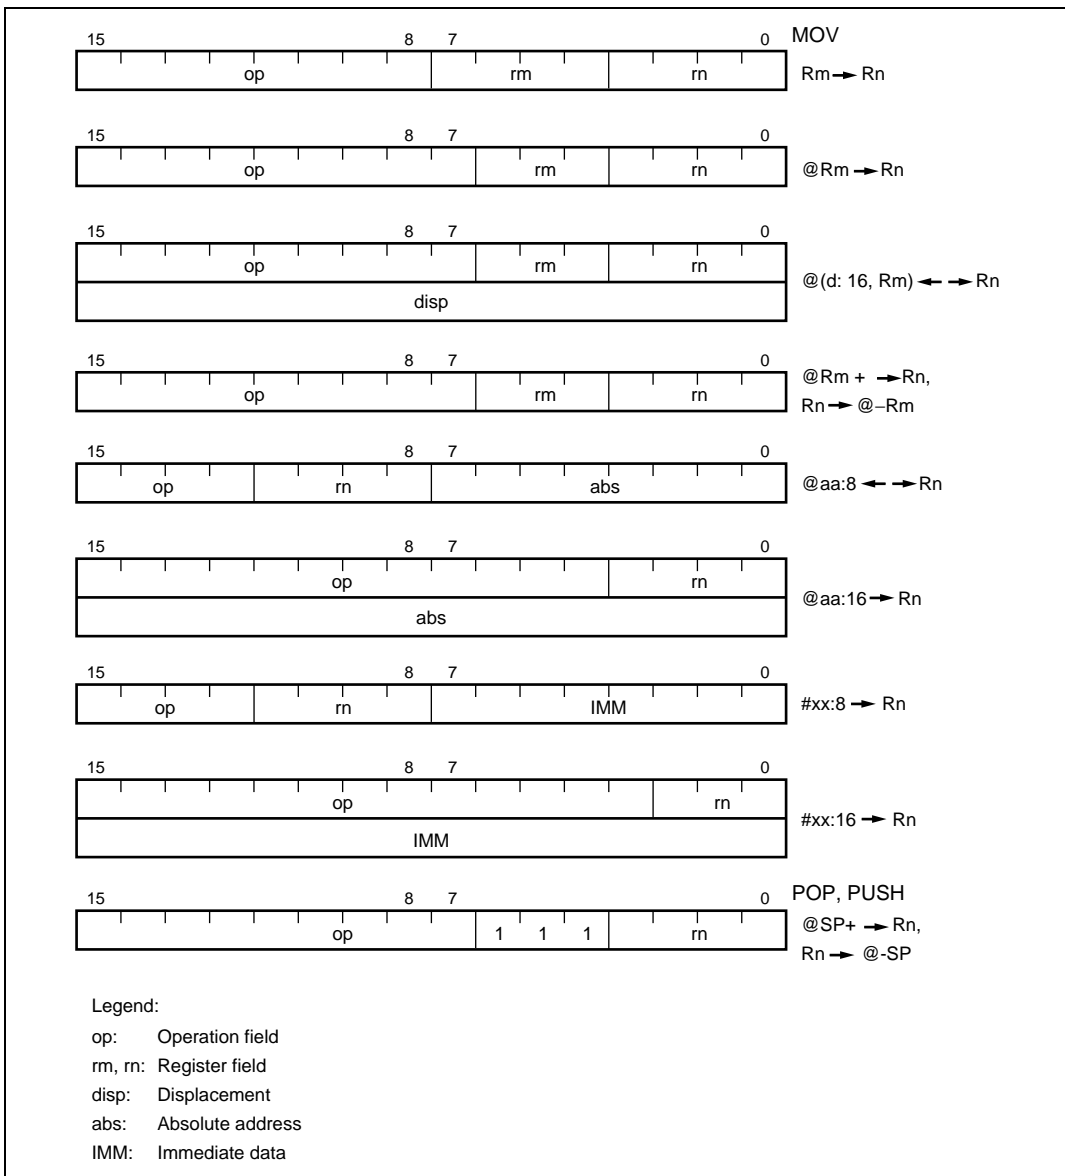 15 8 7 0 MOV
op rm rn Rm → Rn
15 8 7 0
op rm rn @Rm → Rn
15 8 7 0
op rm rn
@(d: 16, Rm) ← → Rn
disp
15 8 7 0
@Rm + → Rn,
op rm rn
Rn → @–Rm
15 8 7 0
op rn abs @aa:8 ← → Rn
15 8 7 0
op rn
@aa:16 → Rn
abs
15 8 7 0
op rn IMM #xx:8 → Rn
15 8 7 0
op rn
#xx:16 → Rn
IMM
15 8 7 0 POP, PUSH
@SP+ → Rn,
op 1 1 1 rn
Rn → @-SP
Legend:
op: Operation field
rm, rn: Register field
disp: Displacement
abs: Absolute address
IMM: Immediate data